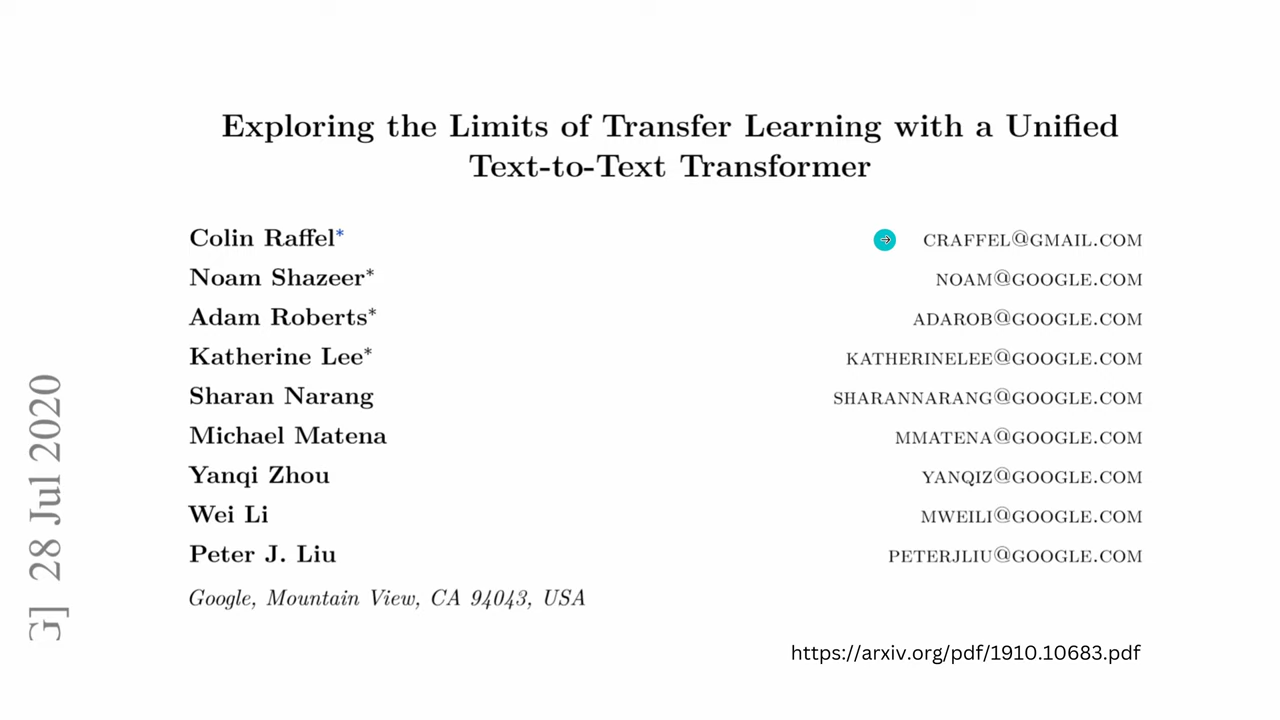 Exploring the Limits of Transfer Learning with a Unified
Text-to-Text Transformer
Colin Raffel* CRAFFEL@GMAIL.COM
Noam Shazeer* NOAM@GOOGLE.COM
Adam Roberts* ADAROB@GOOGLE.COM
Katherine Lee* KATHERINELEE@GOOGLE.COM
Sharan Narang SHARANNARANG@GOOGLE.COM
Michael Matena MMATENA@GOOGLE.COM
Yanqi Zhou YANQIZ@GOOGLE.COM
Wei Li MWEILI@GOOGLE.COM
Peter J. Liu PETERJLIU@GOOGLE.COM
Google, Mountain View, CA 94043, USA
https://arxiv.org/pdf/1910.10683.pdf
] 28 Jul 2020